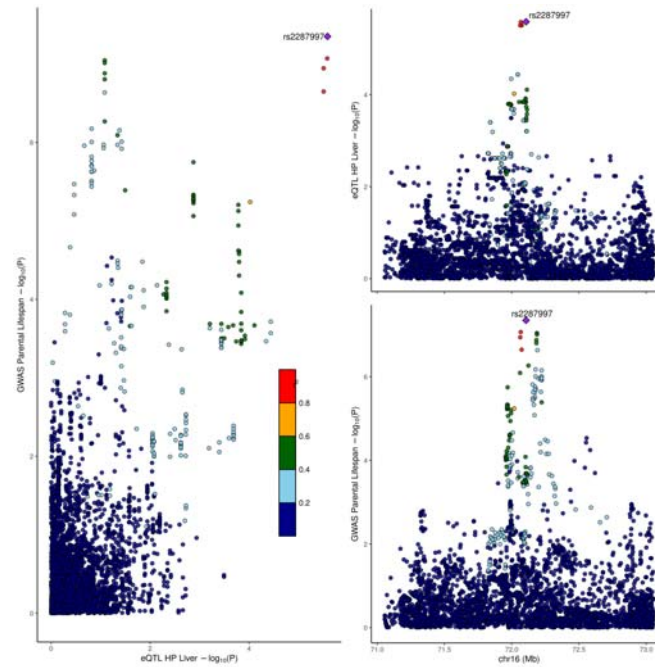 rs2287997
6
4
2
0
0
2
4
GWAS Parental Lifespan −log₁₀(P)
eQTL HP Liver −log₁₀(P)
0.8
0.6
0.4
0.2
rs2287997
4
2
0
eQTL HP Liver −log₁₀(P)
rs2287997
6
4
2
0
GWAS Parental Lifespan −log₁₀(P)
71.0
71.5
72.0
72.5
73.0
chr16 (Mb)